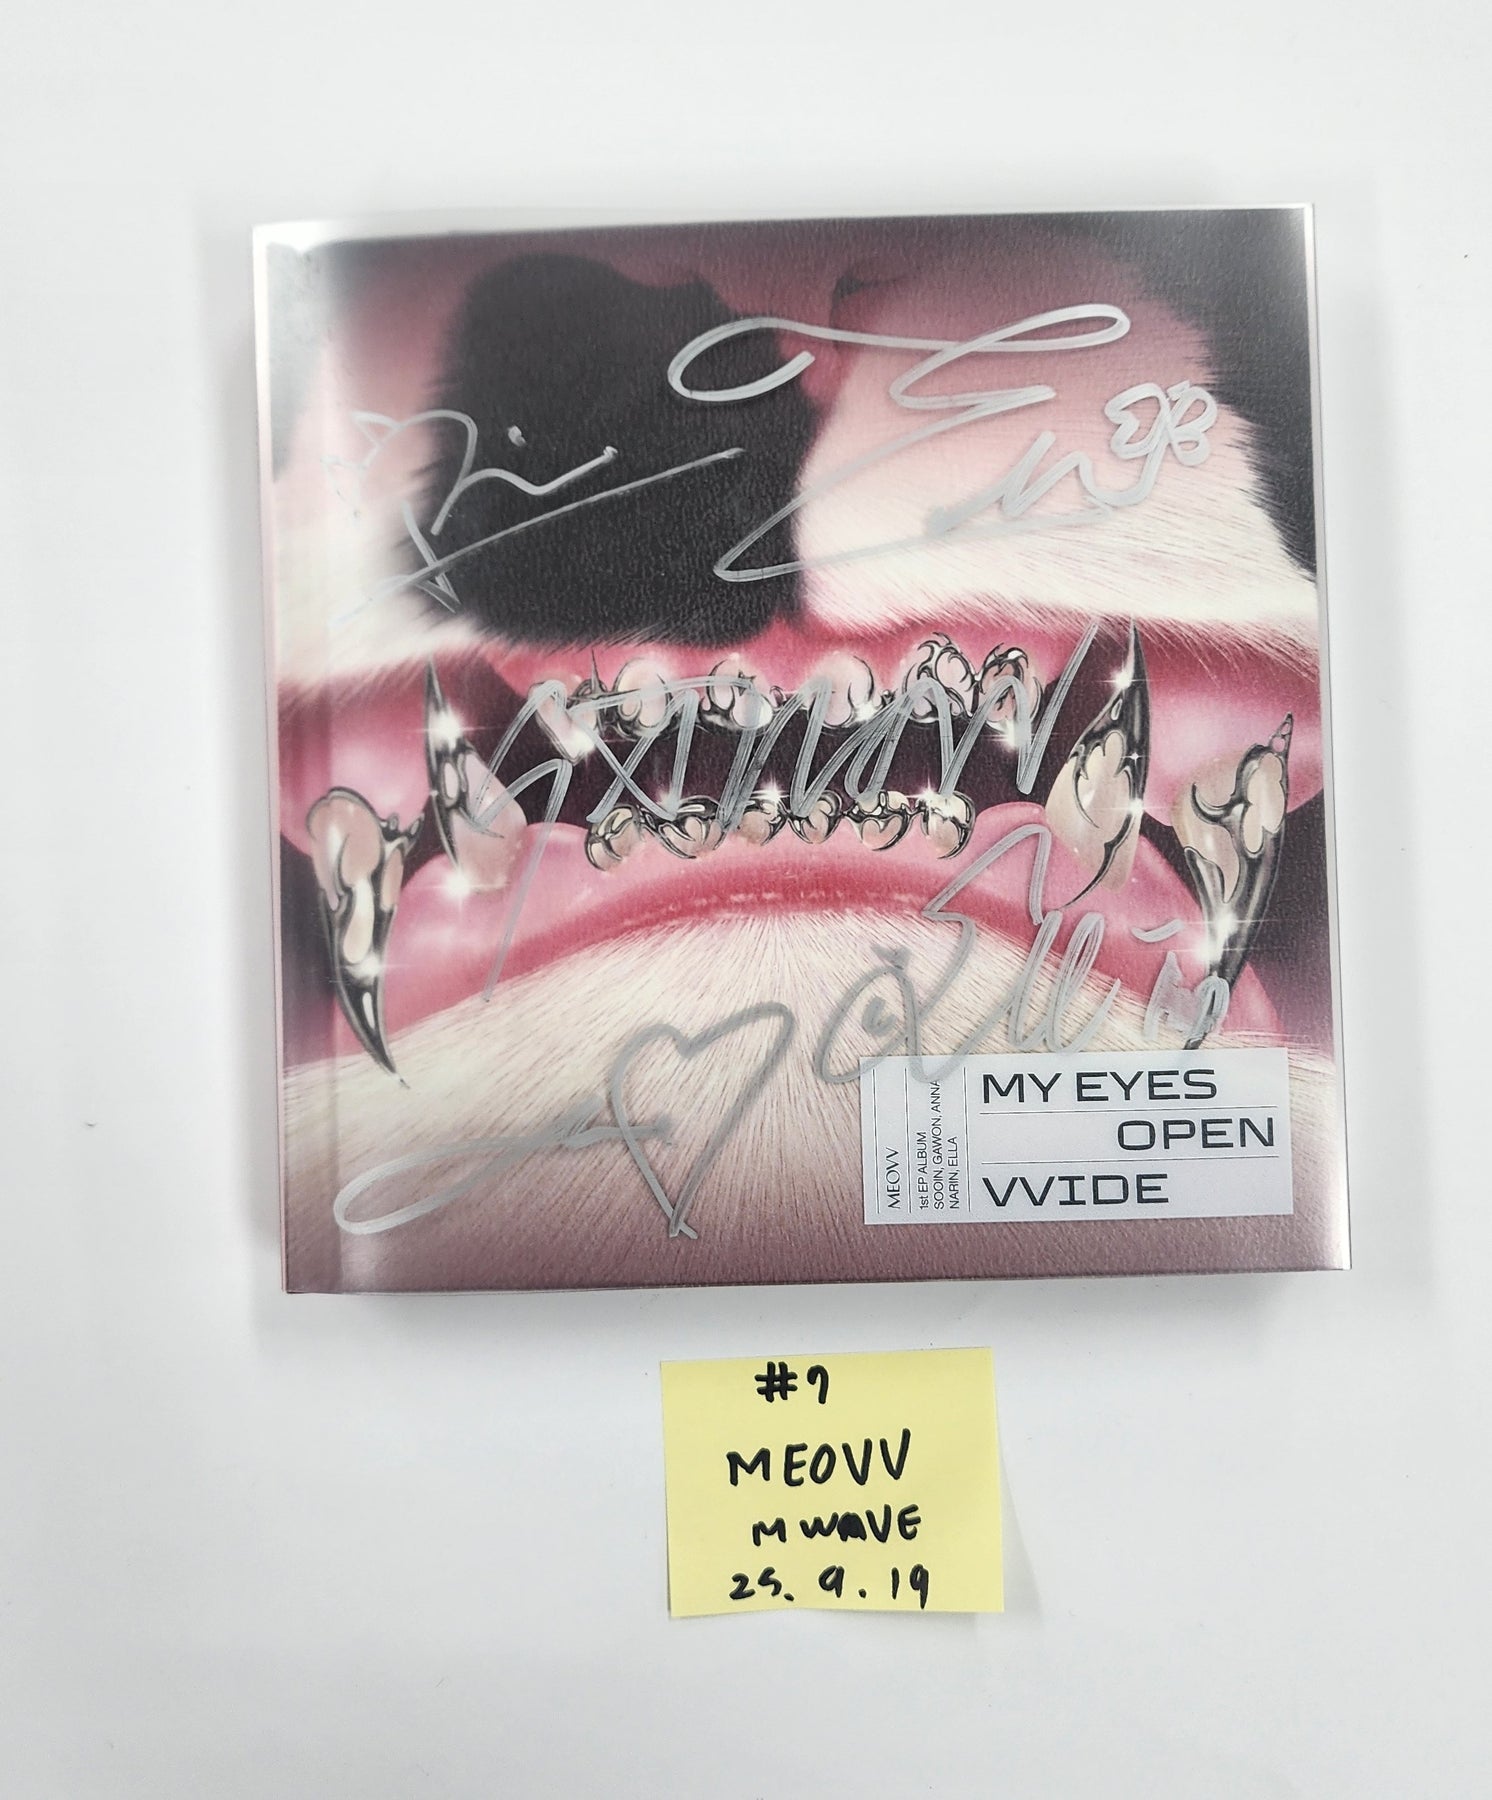 Ella
MY EYES
OPEN
VVIDE
MEOVV
1st EP ALBUM
SOOIN, GAWON, ANNA
NARIN, ELLA
#7
MEOVV
MWAVE
25. 9. 19